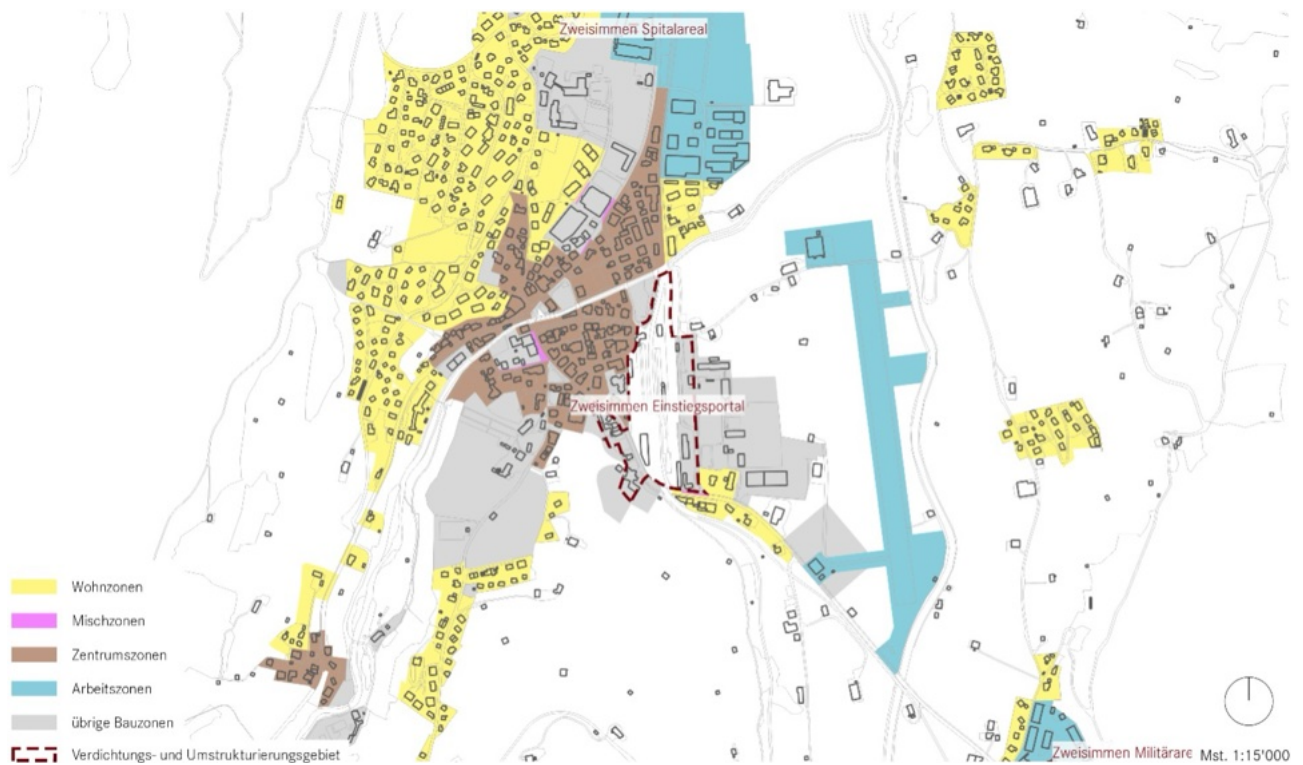 Zweisimmen Spitalareal
Zweisimmen Einstiegsportal
Wohnzonen
Mischzonen
Zentrumszonen
Arbeitszonen
übrige Bauzonen
Verdichtungs- und Umstrukturierungsgebiet
Zweisimmen Militärare
Mst. 1:15'000